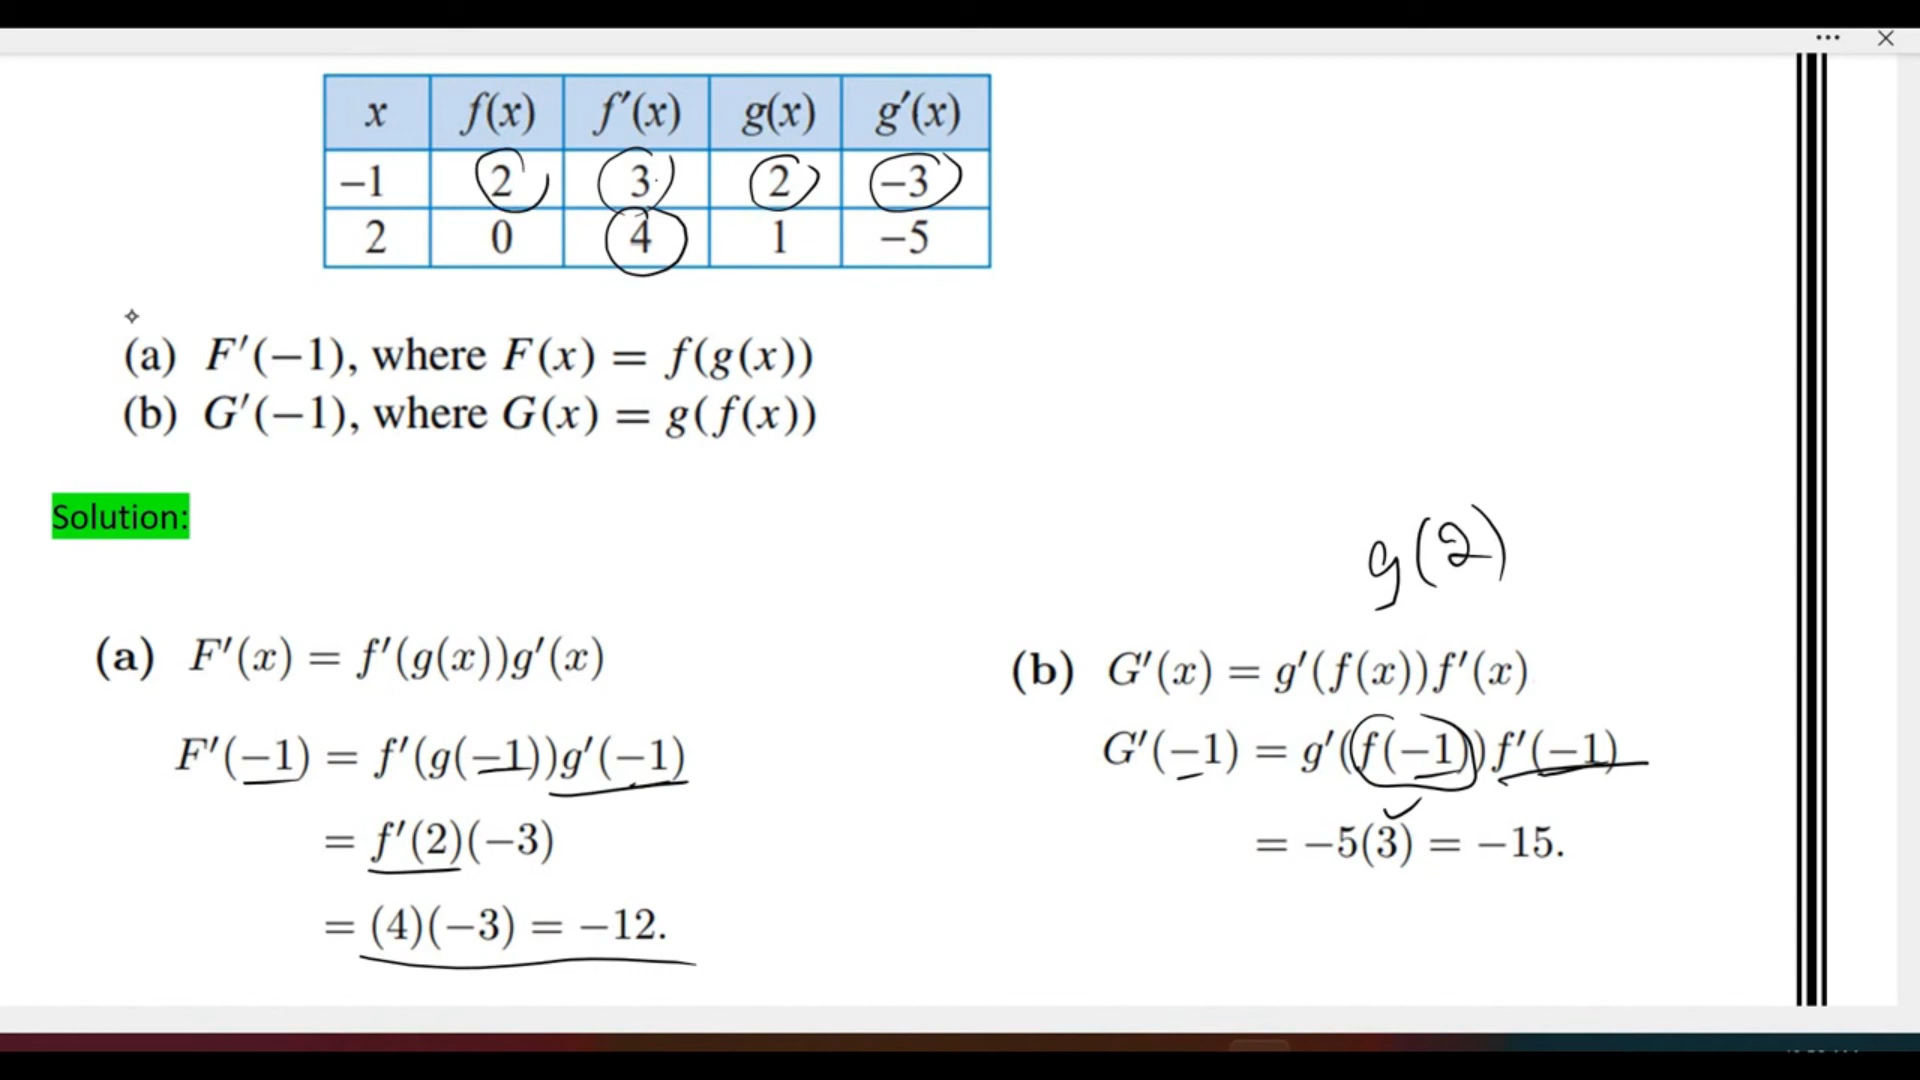 x f(x) f′(x) g(x) g′(x)
−1 2 3 2 −3
2 0 4 1 −5
(a) F′(−1), where F(x) = f(g(x))
(b) G′(−1), where G(x) = g(f(x))
Solution:
g(2)
(a) F′(x) = f′(g(x))g′(x)
F′(−1) = f′(g(−1))g′(−1)
= f′(2)(−3)
= (4)(−3) = −12.
(b) G′(x) = g′(f(x))f′(x)
G′(−1) = g′(f(−1))f′(−1)
= −5(3) = −15.